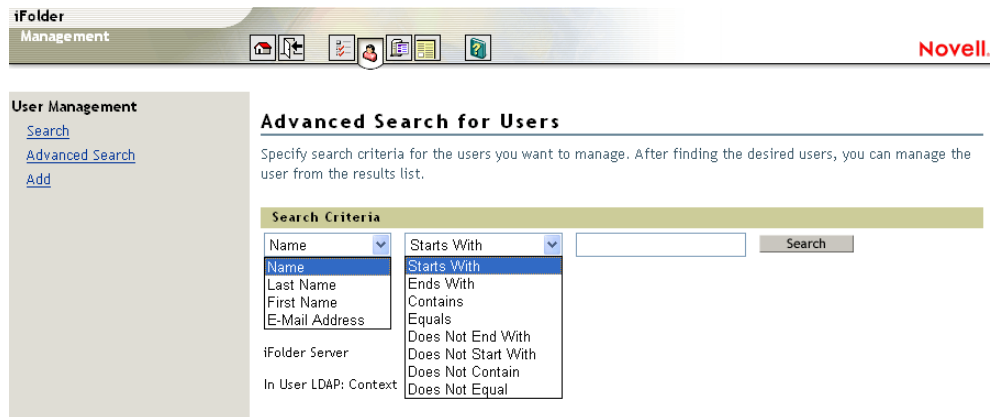 iFolder
Management
Novell.
User Management
Search
Advanced Search
Add
Advanced Search for Users
Specify search criteria for the users you want to manage. After finding the desired users, you can manage the
user from the results list.
Search Criteria
Name
Starts With
Search
Name
Last Name
First Name
E-Mail Address
Starts With
Ends With
Contains
Equals
Does Not End With
Does Not Start With
Does Not Contain
Does Not Equal
iFolder Server
In User LDAP: Context